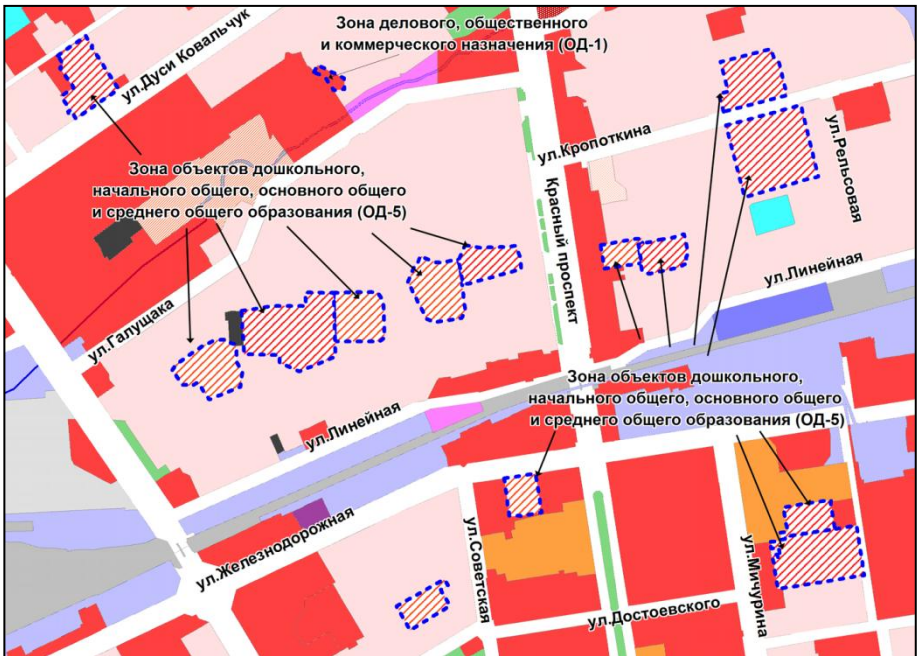 Зона делового, общественного
и коммерческого назначения (ОД-1)
ул.Дуси Ковальчук
ул.Кропоткина
ул.Рельсовая
Зона объектов дошкольного,
начального общего, основного общего
и среднего общего образования (ОД-5)
Красный проспект
ул.Линейная
ул.Галущака
Зона объектов дошкольного,
начального общего, основного общего
и среднего общего образования (ОД-5)
ул.Линейная
ул.Железнодорожная
ул.Советская
ул.Мичурина
ул.Достоевского